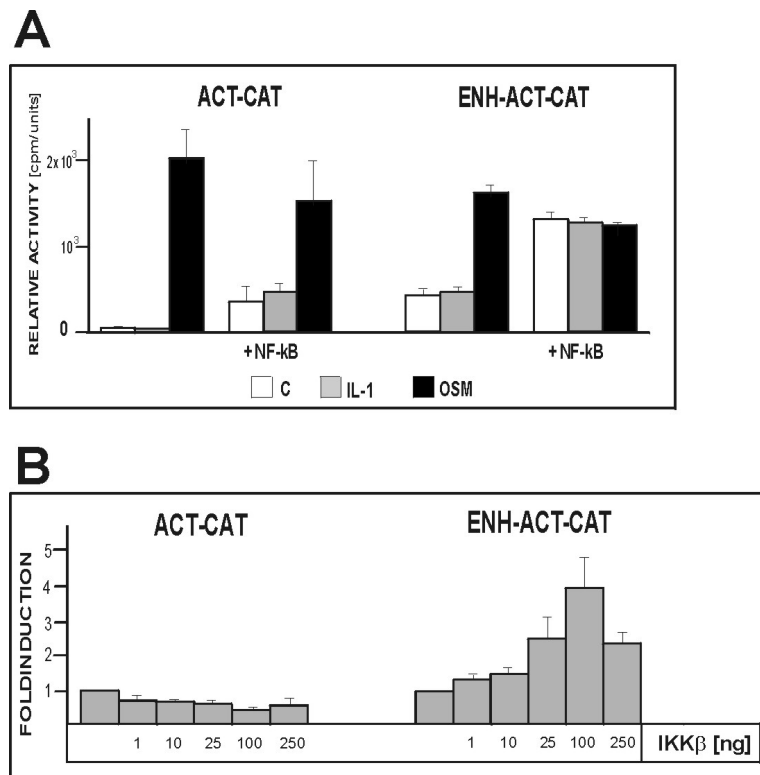 A
ACT-CAT ENH-ACT-CAT
RELATIVE ACTIVITY [cpm/units]
2x10³
10³
0
+NF-kB +NF-kB
C IL-1 OSM
B
ACT-CAT ENH-ACT-CAT
FOLDINDUCTION
5
4
3
2
1
1 10 25 100 250 1 10 25 100 250 IKKβ [ng]